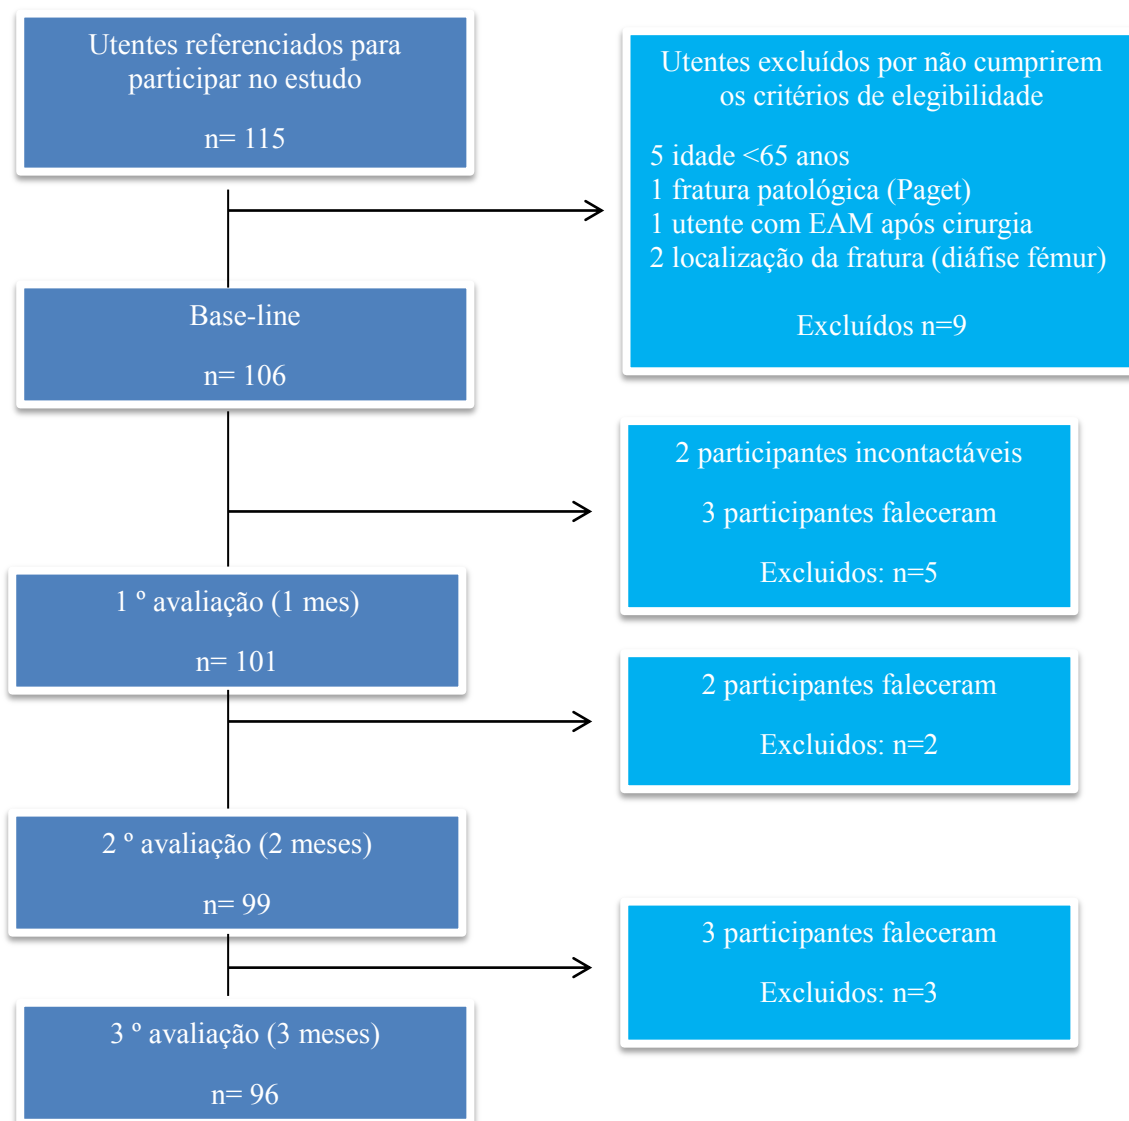 Utentes referenciados para
participar no estudo
n= 115
Utentes excluídos por não cumprirem
os critérios de elegibilidade
5 idade <65 anos
1 fratura patológica (Paget)
1 utente com EAM após cirurgia
2 localização da fratura (diáfise fémur)
Excluídos n=9
Base-line
n= 106
2 participantes incontactáveis
3 participantes faleceram
Excluidos: n=5
1 º avaliação (1 mes)
n= 101
2 participantes faleceram
Excluidos: n=2
2 º avaliação (2 meses)
n= 99
3 participantes faleceram
Excluidos: n=3
3 º avaliação (3 meses)
n= 96